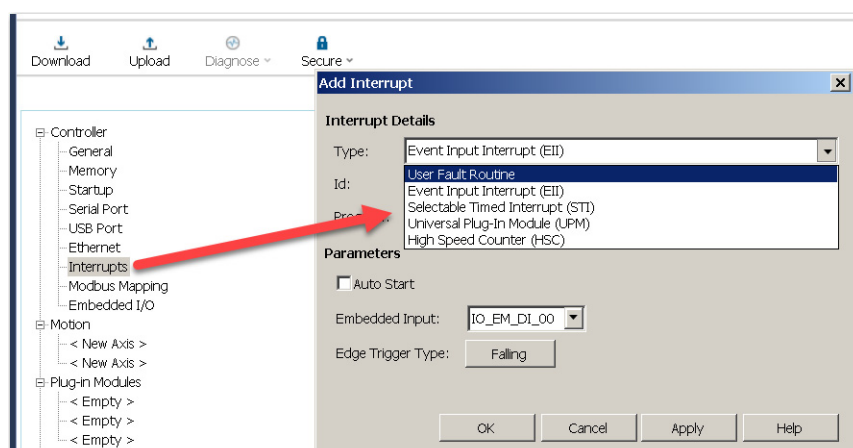 Download Upload Diagnose Secure
Add Interrupt
Interrupt Details
Type: Event Input Interrupt (EII)
User Fault Routine
Event Input Interrupt (EII)
Selectable Timed Interrupt (STI)
Universal Plug-In Module (UPM)
High Speed Counter (HSC)
Id:
Parameters
Auto Start
Embedded Input: IO_EM_DI_00
Edge Trigger Type: Falling
OK Cancel Apply Help
Controller
General
Memory
Startup
Serial Port
USB Port
Ethernet
Interrupts
Modbus Mapping
Embedded I/O
Motion
< New Axis >
< New Axis >
Plug-in Modules
< Empty >
< Empty >
< Empty >